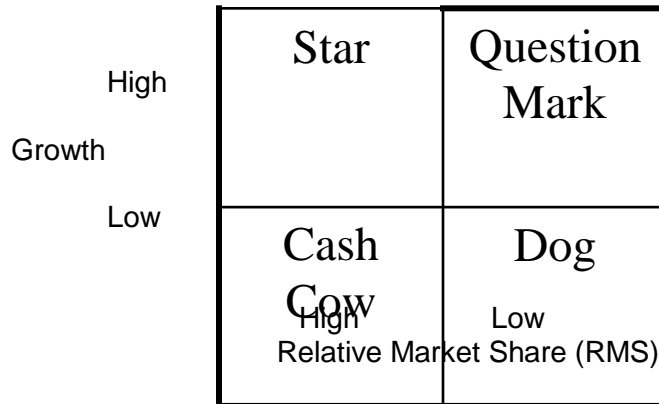 Star
Question
Mark
High
Growth
Low
Cash
Cow
Dog
High
Low
Relative Market Share (RMS)